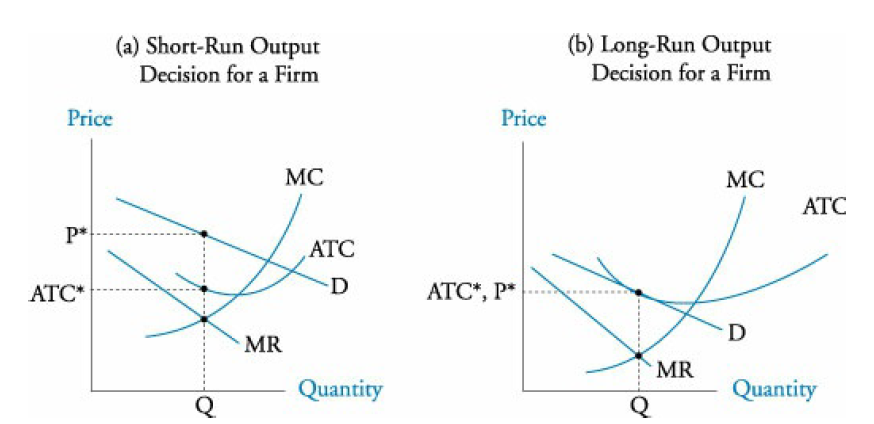 (a) Short-Run Output
Decision for a Firm
Price
MC
P*
ATC
ATC*
D
MR
Quantity
Q
(b) Long-Run Output
Decision for a Firm
Price
MC
ATC
ATC*, P*
D
MR
Quantity
Q